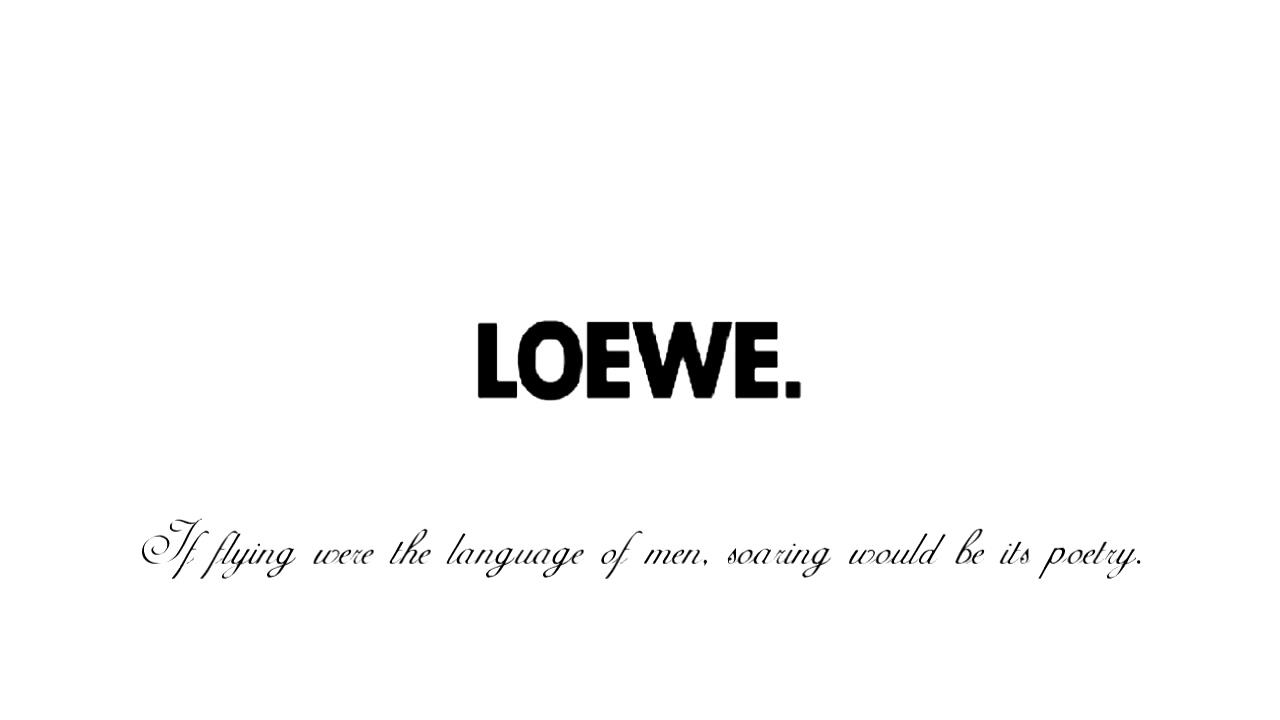 LOEWE.
If flying were the language of men, soaring would be its poetry.